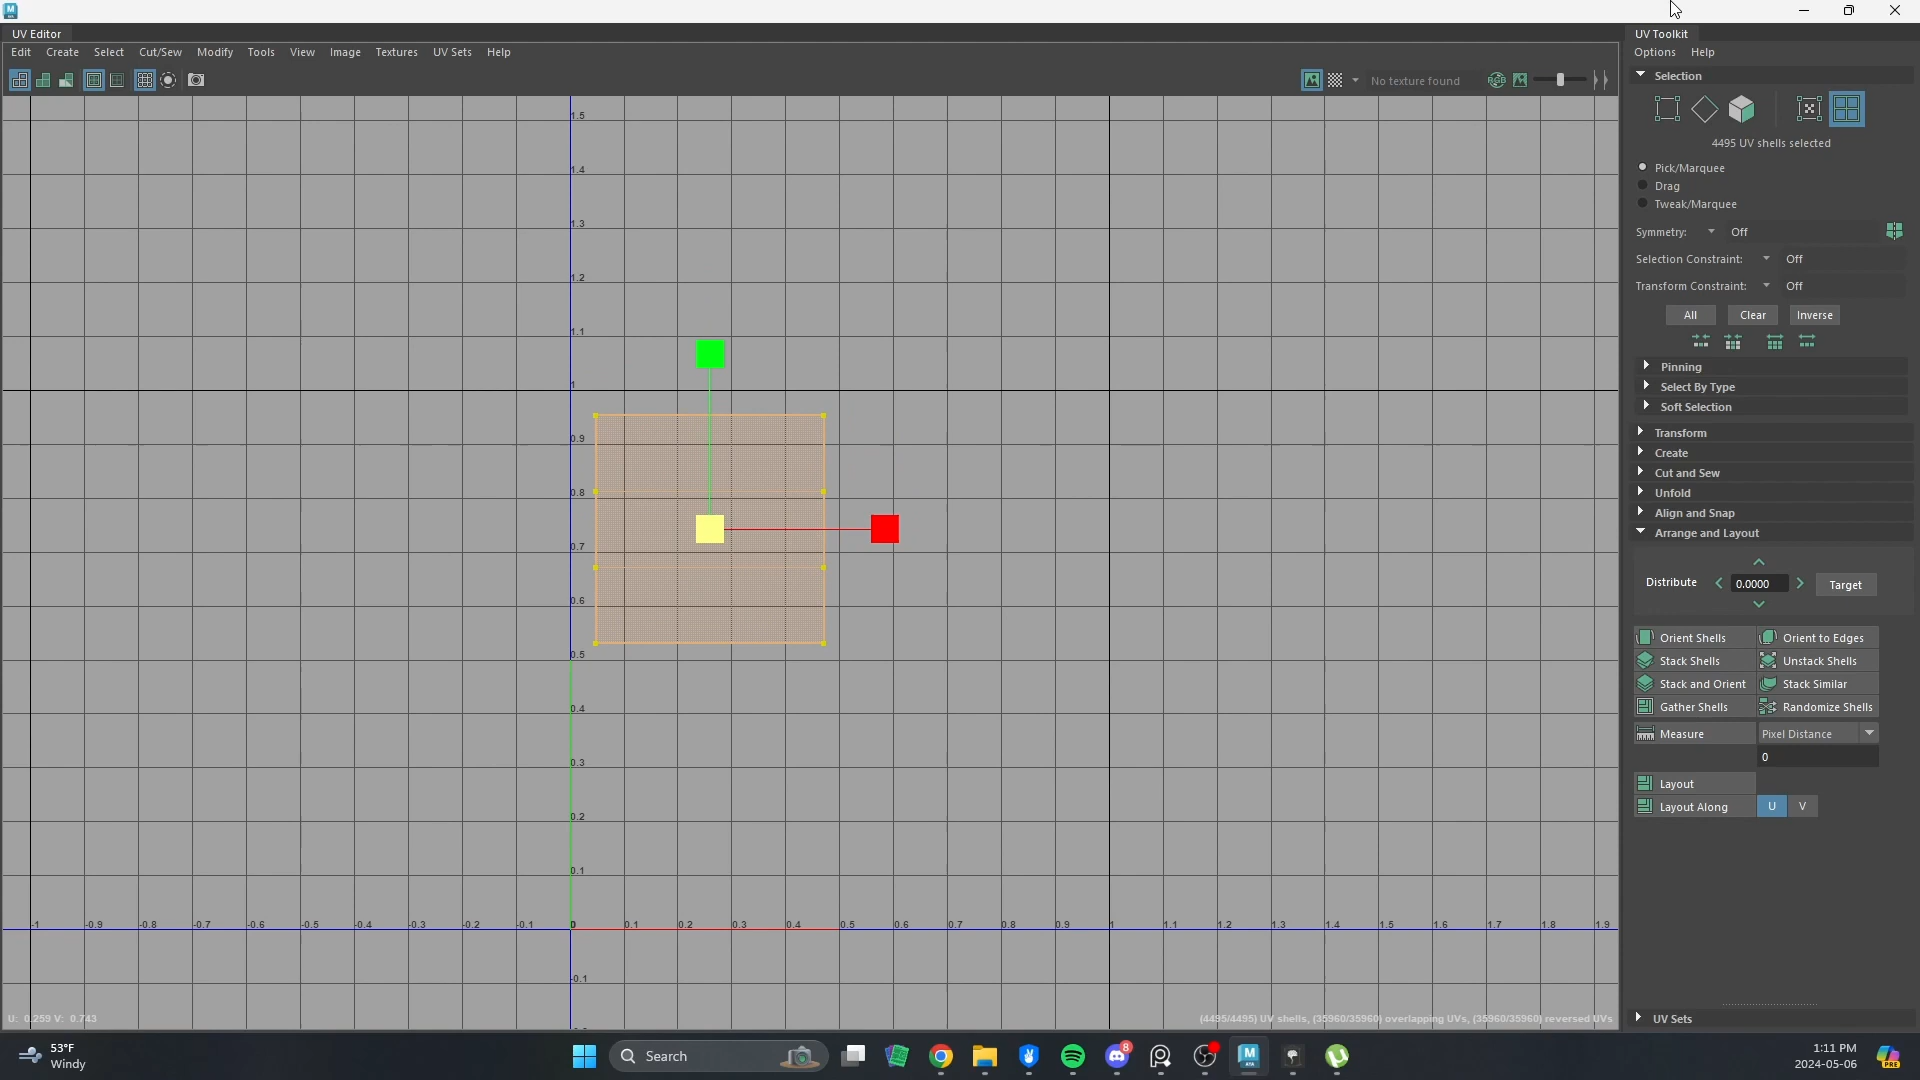 UV Editor
UV Toolkit
Edit Create Select Cut/Sew Modify Tools View Image Textures UV Sets Help
Options Help
No texture found
Selection
4495 UV shells selected
Pick/Marquee
Drag
Tweak/Marquee
Symmetry: Off
Selection Constraint: Off
Transform Constraint: Off
All Clear Inverse
Pinning
Select By Type
Soft Selection
Transform
Create
Cut and Sew
Unfold
Align and Snap
Arrange and Layout
Distribute 0.0000 Target
Orient Shells Orient to Edges
Stack Shells Unstack Shells
Stack and Orient Stack Similar
Gather Shells Randomize Shells
Measure Pixel Distance
0
Layout
Layout Along U V
UV Sets
1.5
1.4
1.3
1.2
1.1
1
0.9
0.8
0.7
0.6
0.5
0.4
0.3
0.2
0.1
-1 -0.9 -0.8 -0.7 -0.6 -0.5 -0.4 -0.3 -0.2 -0.1 0 0.1 0.2 0.3 0.4 0.5 0.6 0.7 0.8 0.9 1 1.1 1.2 1.3 1.4 1.5 1.6 1.7 1.8 1.9
-0.1
U: 0.259 V: 0.743
(4495/4495) UV shells, (35960/35960) overlapping UVs, (35960/35960) reversed UVs
53°F
Windy
Search
8
1:11 PM
2024-05-06
PRE